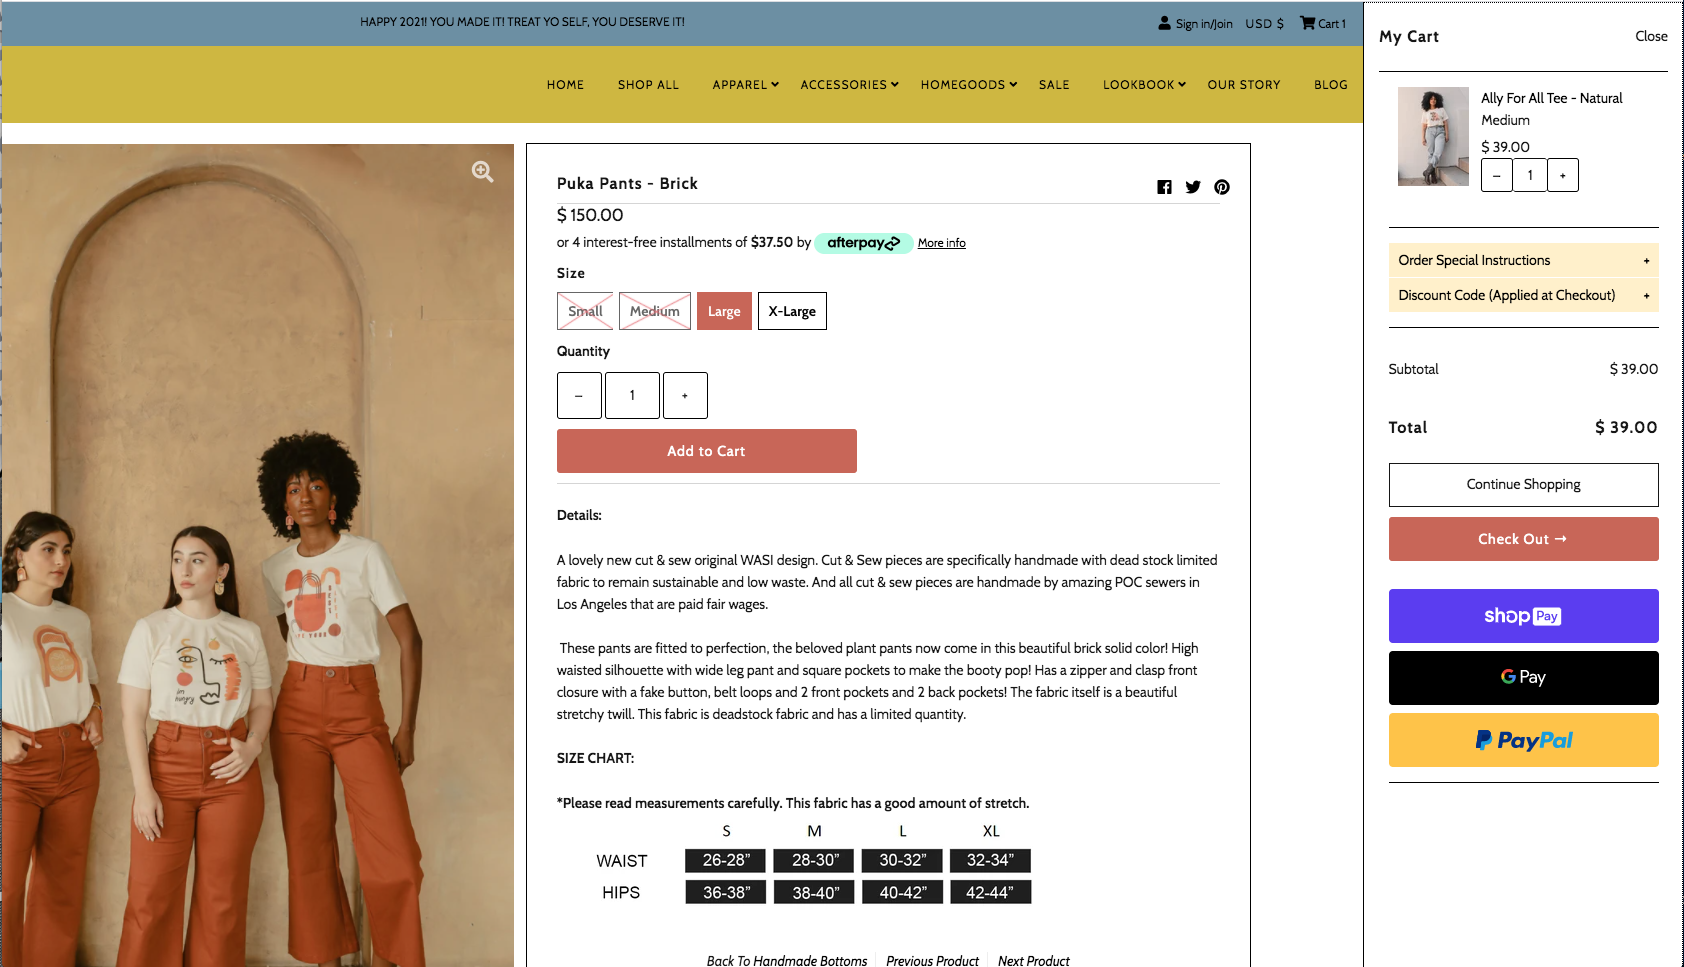 HAPPY 2021! YOU MADE IT! TREAT YO SELF, YOU DESERVE IT!
Sign in/Join USD $ Cart 1
HOME SHOP ALL APPAREL ACCESSORIES HOMEGOODS SALE LOOKBOOK OUR STORY BLOG
Puka Pants - Brick
$ 150.00
or 4 interest-free installments of $37.50 by afterpay More info
Size
Small Medium Large X-Large
Quantity
– 1 +
Add to Cart
Details:
A lovely new cut & sew original WASI design. Cut & Sew pieces are specifically handmade with dead stock limited
fabric to remain sustainable and low waste. And all cut & sew pieces are handmade by amazing POC sewers in
Los Angeles that are paid fair wages.
These pants are fitted to perfection, the beloved plant pants now come in this beautiful brick solid color! High
waisted silhouette with wide leg pant and square pockets to make the booty pop! Has a zipper and clasp front
closure with a fake button, belt loops and 2 front pockets and 2 back pockets! The fabric itself is a beautiful
stretchy twill. This fabric is deadstock fabric and has a limited quantity.
SIZE CHART:
*Please read measurements carefully. This fabric has a good amount of stretch.
S M L XL
WAIST 26-28” 28-30” 30-32” 32-34”
HIPS 36-38” 38-40” 40-42” 42-44”
Back To Handmade Bottoms Previous Product Next Product
im
hungry
My Cart Close
Ally For All Tee - Natural
Medium
$ 39.00
– 1 +
Order Special Instructions +
Discount Code (Applied at Checkout) +
Subtotal $ 39.00
Total $ 39.00
Continue Shopping
Check Out →
shop Pay
G Pay
PayPal